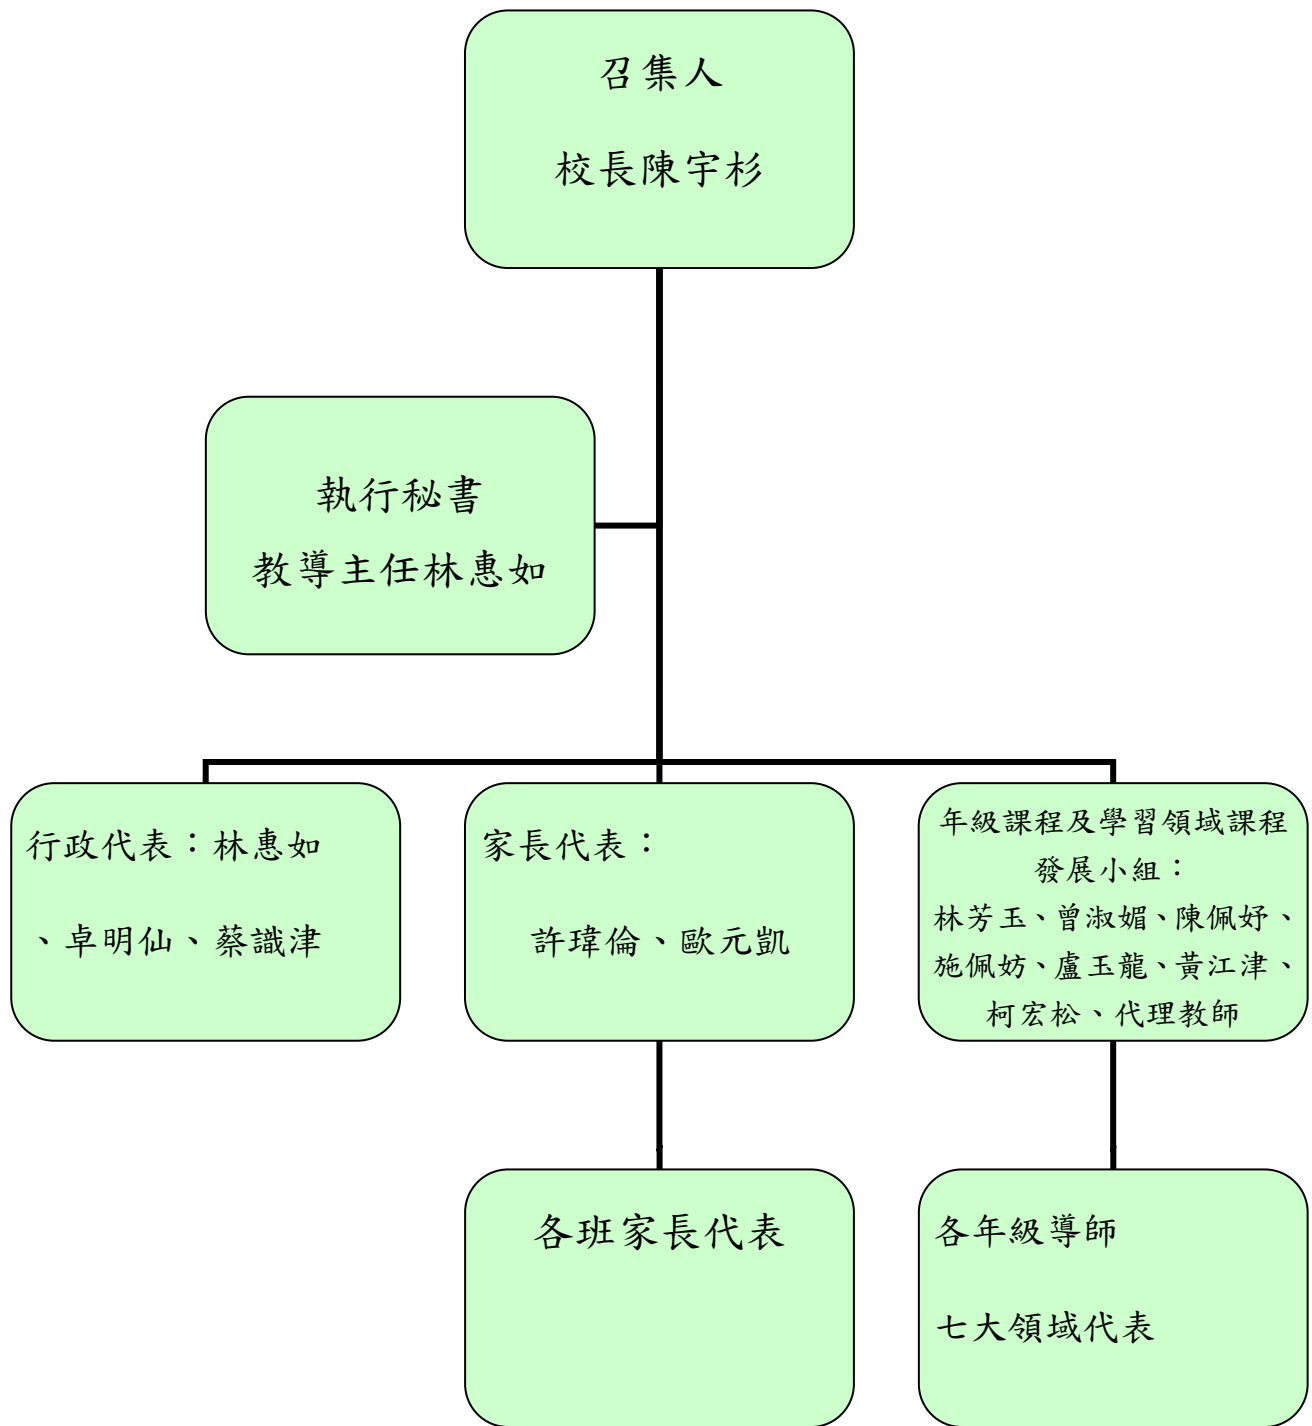 召集人
校長陳宇杉
執行秘書
教導主任林惠如
行政代表：林惠如
、卓明仙、蔡識津
家長代表：
許瑋倫、歐元凱
年級課程及學習領域課程
發展小組：
林芳玉、曾淑媚、陳佩妤、
施佩妨、盧玉龍、黃江津、
柯宏松、代理教師
各班家長代表
各年級導師
七大領域代表